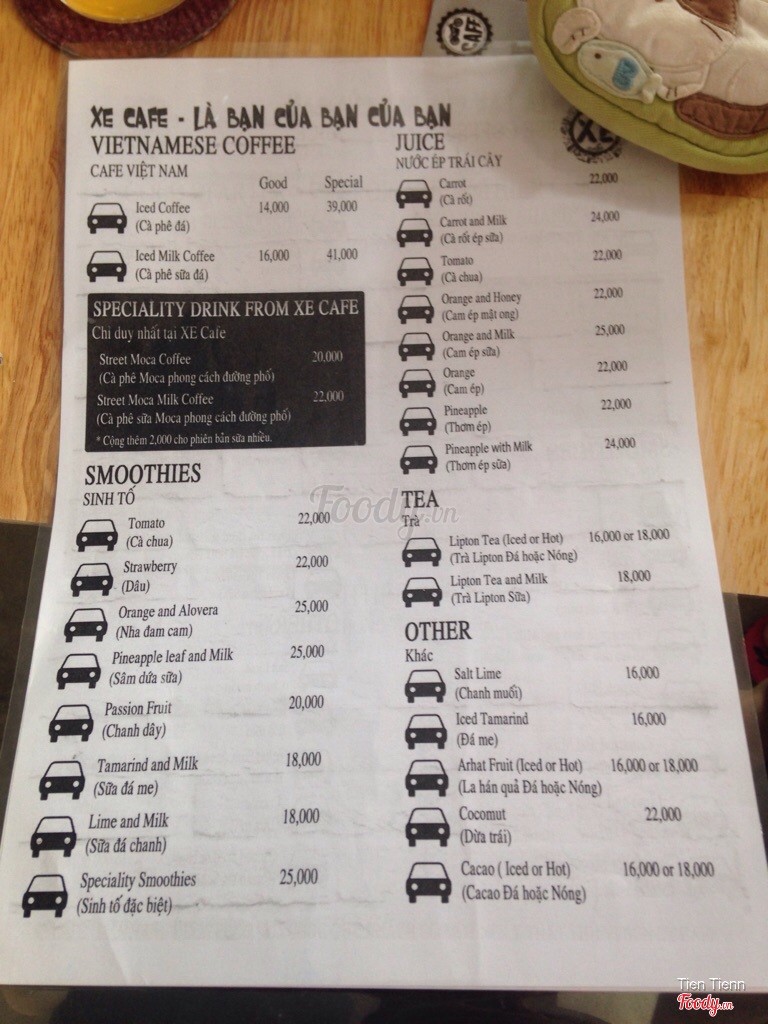 XE CAFE - LÀ BẠN CỦA BẠN CỦA BẠN
VIETNAMESE COFFEE
CAFE VIỆT NAM
Good Special
Iced Coffee 14,000 39,000
(Cà phê đá)
Iced Milk Coffee 16,000 41,000
(Cà phê sữa đá)
SPECIALITY DRINK FROM XE CAFE
Chỉ duy nhất tại XE Cafe
Street Moca Coffee 20,000
(Cà phê Moca phong cách đường phố)
Street Moca Milk Coffee 22,000
(Cà phê sữa Moca phong cách đường phố)
* Cộng thêm 2,000 cho phiên bản sữa nhiều.
SMOOTHIES
SINH TỐ
Tomato 22,000
(Cà chua)
Strawberry 22,000
(Dâu)
Orange and Alovera 25,000
(Nha đam cam)
Pineapple leaf and Milk 25,000
(Sâm dứa sữa)
Passion Fruit 20,000
(Chanh dây)
Tamarind and Milk 18,000
(Sữa đá me)
Lime and Milk 18,000
(Sữa đá chanh)
Speciality Smoothies 25,000
(Sinh tố đặc biệt)
JUICE
NƯỚC ÉP TRÁI CÂY
Carrot 22,000
(Cà rốt)
Carrot and Milk 24,000
(Cà rốt ép sữa)
Tomato 22,000
(Cà chua)
Orange and Honey 22,000
(Cam ép mật ong)
Orange and Milk 25,000
(Cam ép sữa)
Orange 22,000
(Cam ép)
Pineapple 22,000
(Thơm ép)
Pineapple with Milk 24,000
(Thơm ép sữa)
TEA
Trà
Lipton Tea (Iced or Hot) 16,000 or 18,000
(Trà Lipton Đá hoặc Nóng)
Lipton Tea and Milk 18,000
(Trà Lipton Sữa)
OTHER
Khác
Salt Lime 16,000
(Chanh muối)
Iced Tamarind 16,000
(Đá me)
Arhat Fruit (Iced or Hot) 16,000 or 18,000
(La hán quả Đá hoặc Nóng)
Cocomut 22,000
(Dừa trái)
Cacao ( Iced or Hot) 16,000 or 18,000
(Cacao Đá hoặc Nóng)
XE
CAFF
Foody.vn
Tien Tienn
Foody.vn